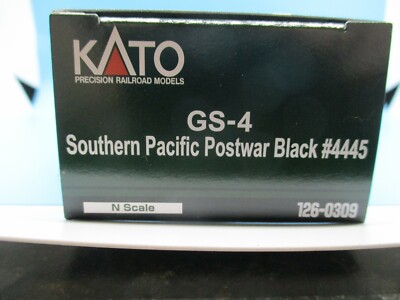 KATO
PRECISION RAILROAD MODELS
GS-4
Southern Pacific Postwar Black #4445
N Scale
126-0309